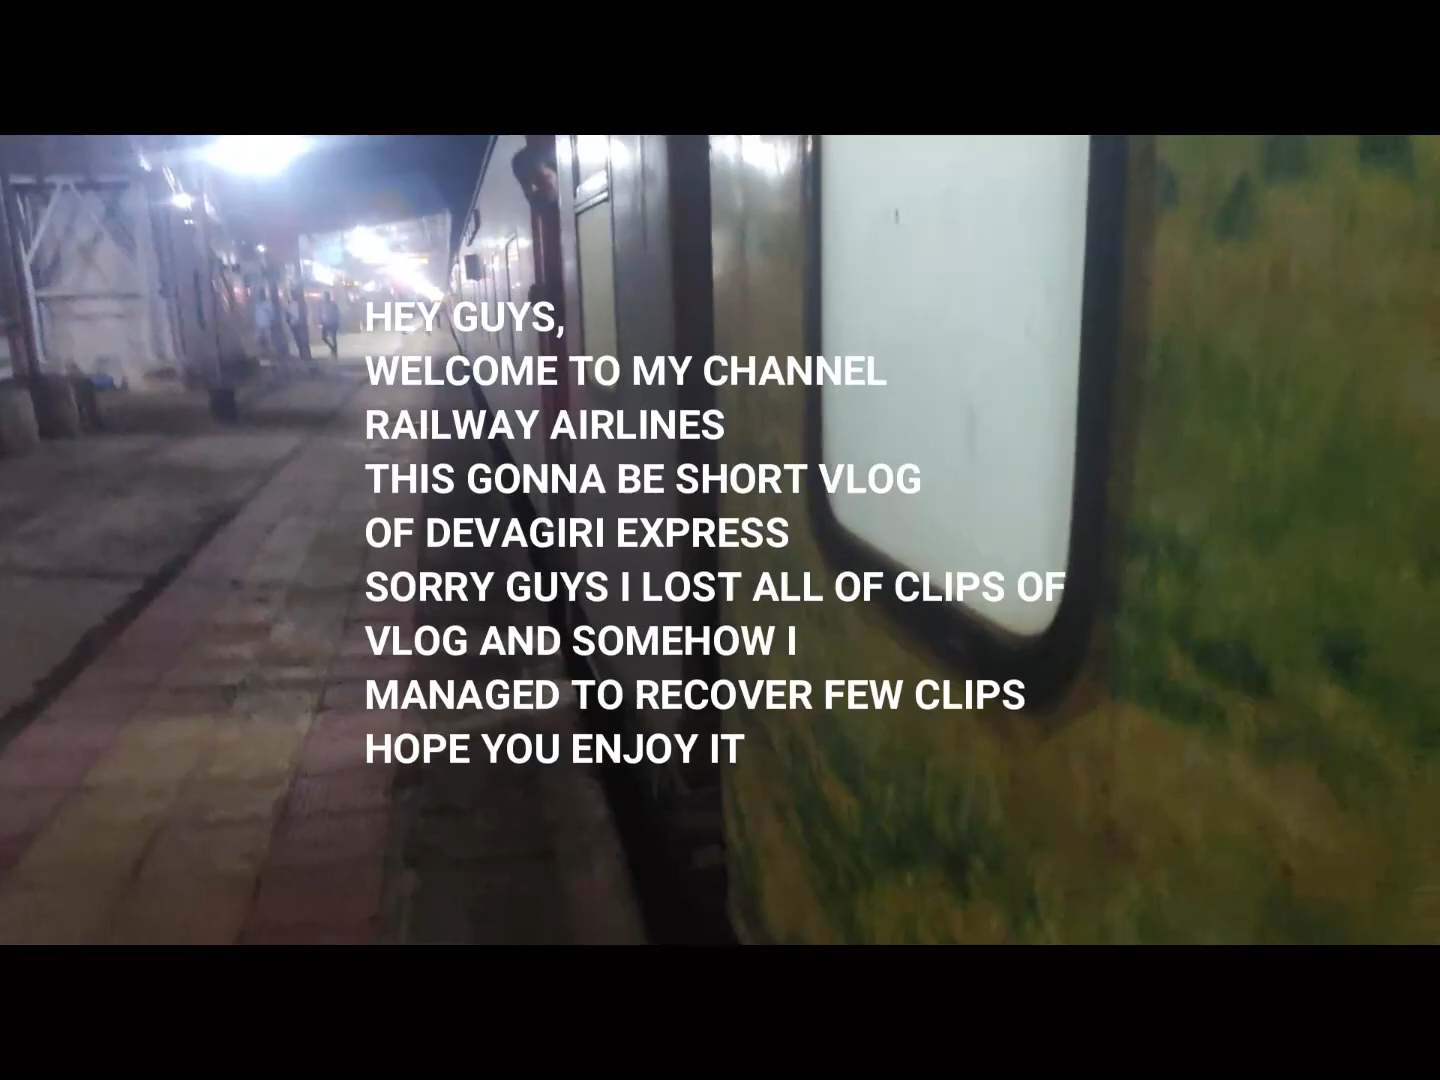 HEY GUYS,
WELCOME TO MY CHANNEL
RAILWAY AIRLINES
THIS GONNA BE SHORT VLOG
OF DEVAGIRI EXPRESS
SORRY GUYS I LOST ALL OF CLIPS OF
VLOG AND SOMEHOW I
MANAGED TO RECOVER FEW CLIPS
HOPE YOU ENJOY IT